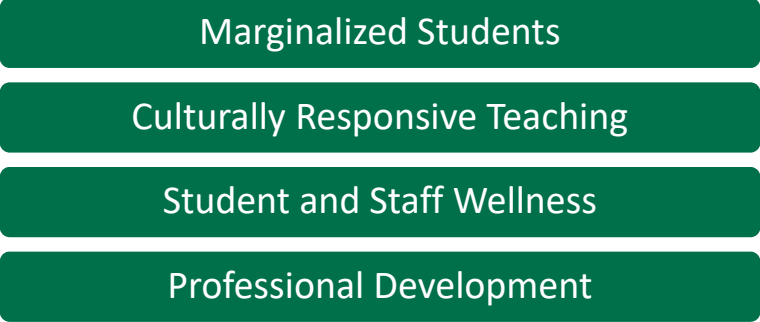 Marginalized Students
Culturally Responsive Teaching
Student and Staff Wellness
Professional Development